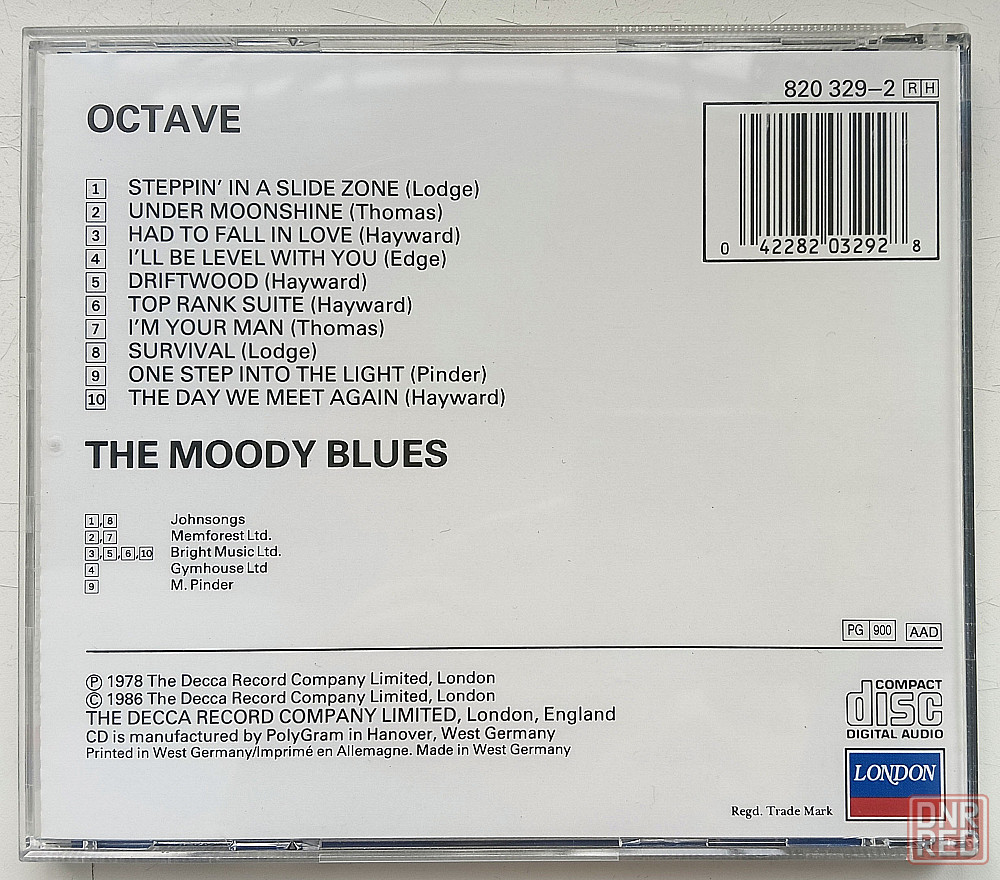 820 329–2 R H
OCTAVE
0 42282 03292 8
1 STEPPIN' IN A SLIDE ZONE (Lodge)
2 UNDER MOONSHINE (Thomas)
3 HAD TO FALL IN LOVE (Hayward)
4 I'LL BE LEVEL WITH YOU (Edge)
5 DRIFTWOOD (Hayward)
6 TOP RANK SUITE (Hayward)
7 I'M YOUR MAN (Thomas)
8 SURVIVAL (Lodge)
9 ONE STEP INTO THE LIGHT (Pinder)
10 THE DAY WE MEET AGAIN (Hayward)
THE MOODY BLUES
1,8 Johnsongs
2,7 Memforest Ltd.
3,5,6,10 Bright Music Ltd.
4 Gymhouse Ltd
9 M. Pinder
PG 900 AAD
Ⓟ 1978 The Decca Record Company Limited, London
© 1986 The Decca Record Company Limited, London
THE DECCA RECORD COMPANY LIMITED, London, England
CD is manufactured by PolyGram in Hanover, West Germany
Printed in West Germany/Imprimé en Allemagne. Made in West Germany
COMPACT
disc
DIGITAL AUDIO
LONDON
Regd. Trade Mark
DNR
RED